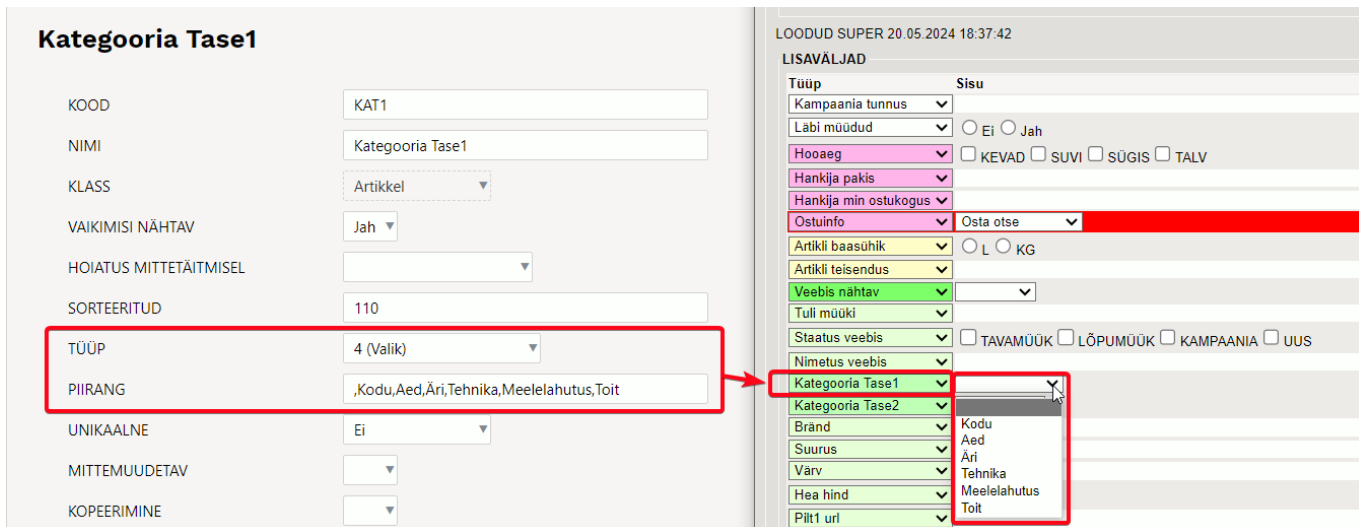 Kategooria Tase1
KOOD KAT1
NIMI Kategooria Tase1
KLASS Artikkel
VAIKIMISI NÄHTAV Jah
HOIATUS MITTETÄITMISEL
SORTEERITUD 110
TÜÜP 4 (Valik)
PIIRANG ,Kodu,Aed,Äri,Tehnika,Meelelahutus,Toit
UNIKAALNE Ei
MITTEMUUDETAV
KOPEERIMINE
LOODUD SUPER 20.05.2024 18:37:42
LISAVÄLJAD
Tüüp Sisu
Kampaania tunnus
Läbi müüdud Ei Jah
Hooaeg KEVAD SUVI SÜGIS TALV
Hankija pakis
Hankija min ostukogus
Ostuinfo Osta otse
Artikli baasühik L KG
Artikli teisendus
Veebis nähtav
Tuli müüki
Staatus veebis TAVAMÜÜK LÕPUMÜÜK KAMPAANIA UUS
Nimetus veebis
Kategooria Tase1
Kategooria Tase2
Bränd Kodu
Aed
Suurus Äri
Värv Tehnika
Hea hind Meelelahutus
Pilt1 url Toit